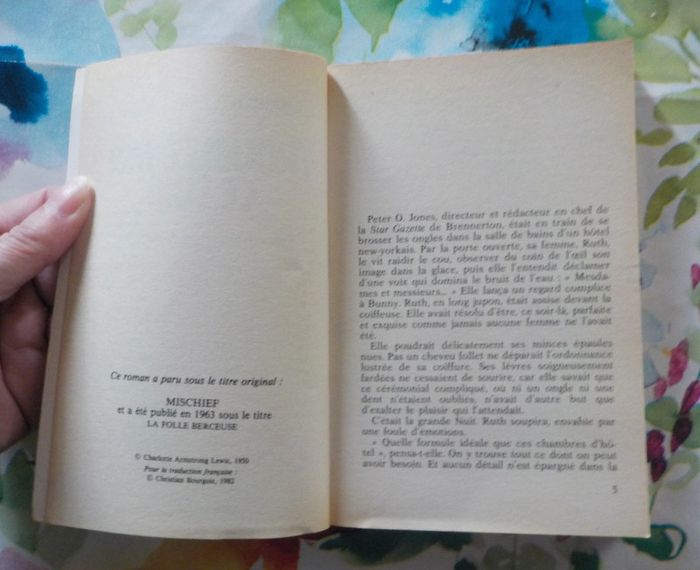 Ce roman a paru sous le titre original :
MISCHIEF
et a été publié en 1963 sous le titre
LA FOLLE BERCEUSE
© Charlotte Armstrong Lewis, 1950
Pour la traduction française :
© Christian Bourgois, 1982
Peter O. Jones, directeur et rédacteur en chef de
la Star Gazette de Brennerton, était en train de se
brosser les ongles dans la salle de bains d'un hôtel
new-yorkais. Par la porte ouverte, sa femme, Ruth,
le vit raidir le cou, observer du coin de l'œil son
image dans la glace, puis elle l'entendit déclamer
d'une voix qui domina le bruit de l'eau : « Mesda-
mes et messieurs... » Elle lança un regard complice
à Bunny. Ruth, en long jupon, était assise devant la
coiffeuse. Elle avait résolu d'être, ce soir-là, parfaite
et exquise comme jamais aucune femme ne l'avait
été.
Elle poudrait délicatement ses minces épaules
nues. Pas un cheveu follet ne déparait l'ordonnance
lustrée de sa coiffure. Ses lèvres soigneusement
fardées ne cessaient de sourire, car elle savait que
ce cérémonial compliqué, où ni un ongle ni une
dent n'étaient oubliés, n'avait d'autre but que
d'exalter le plaisir qui l'attendait.
C'était la grande Nuit. Ruth soupira, envahie par
une foule d'émotions.
« Quelle formule idéale que ces chambres d'hô-
tel », pensa-t-elle. On y trouve tout ce dont on peut
avoir besoin. Et aucun détail n'est épargné dans la
5